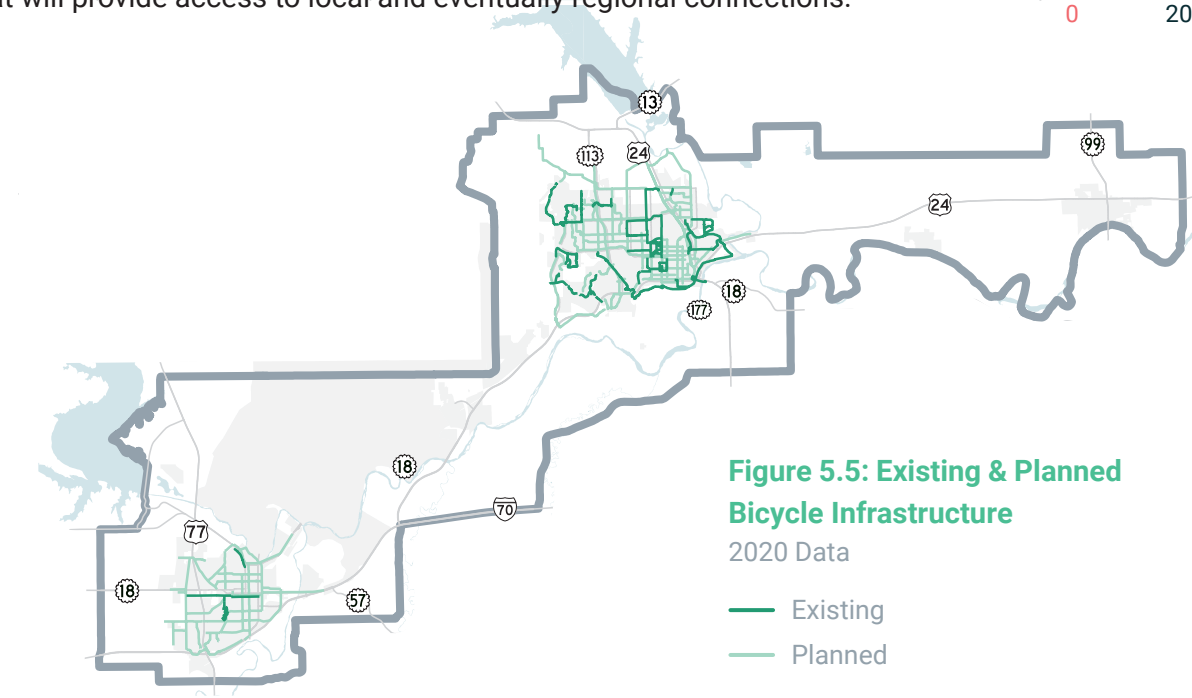 it will provide access to local and eventually regional connections.
0 20
13
113
24
99
24
18
177
18
70
77
18
57
Figure 5.5: Existing & Planned
Bicycle Infrastructure
2020 Data
Existing
Planned